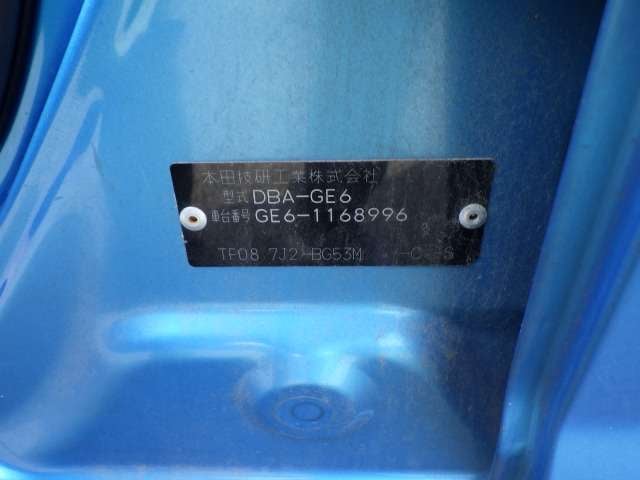 本田技研工業株式会社
型式 DBA-GE6
車台番号 GE6-1168996
7J2-BG53M